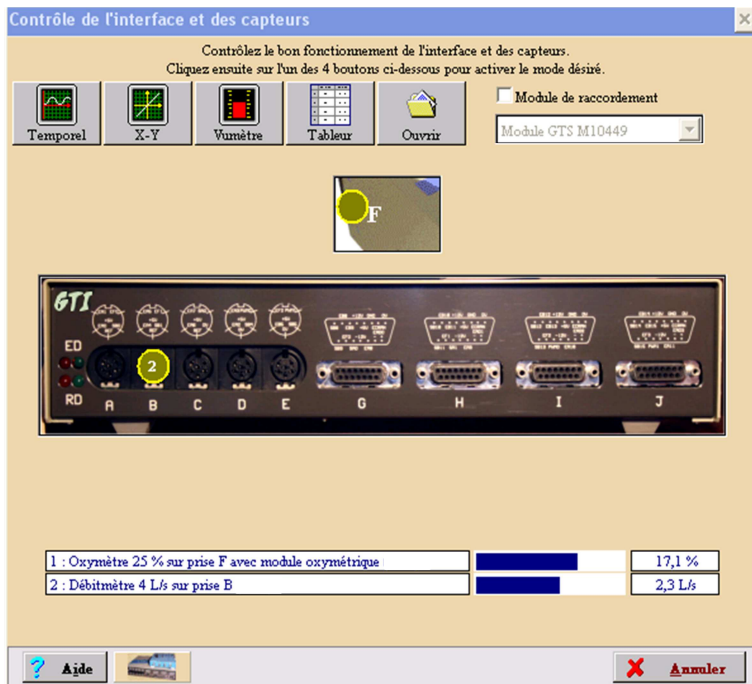 Contrôle de l'interface et des capteurs
Contrôlez le bon fonctionnement de l'interface et des capteurs.
Cliquez ensuite sur l'un des 4 boutons ci-dessous pour activer le mode désiré.
Temporel X-Y Vumètre Tableur Ouvrir
Module de raccordement
Module GTS M10449
F
GTI
ED
2
RD A B C D E G H I J
1 : Oxymètre 25 % sur prise F avec module oxymétrique 17,1 %
2 : Débitmètre 4 L/s sur prise B 2,3 L/s
? Aide Annuler